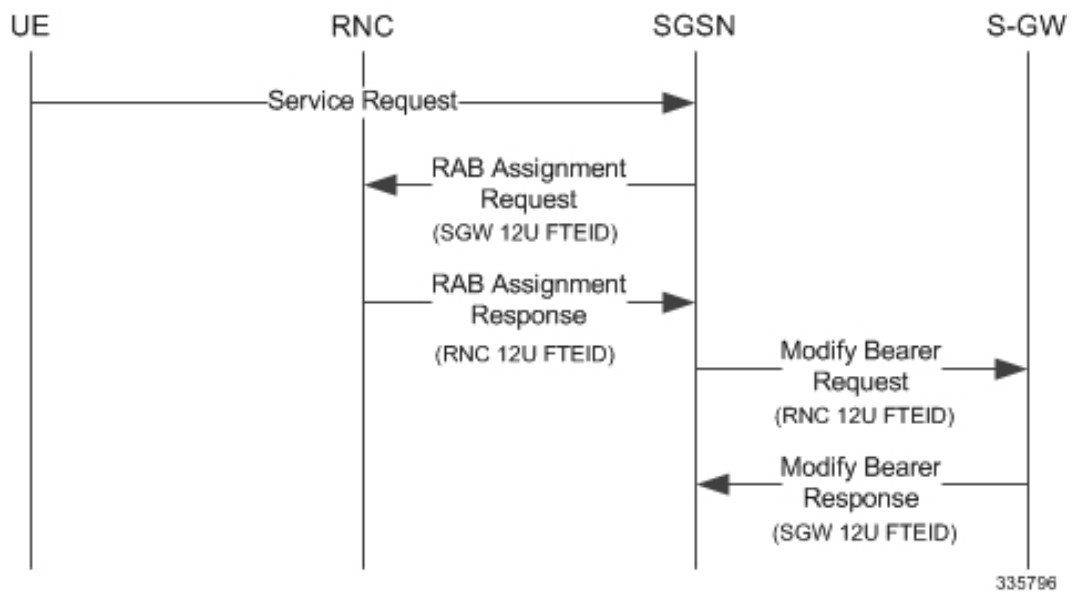 UE RNC SGSN S-GW
Service Request
RAB Assignment
Request
(SGW 12U FTEID)
RAB Assignment
Response
(RNC 12U FTEID)
Modify Bearer
Request
(RNC 12U FTEID)
Modify Bearer
Response
(SGW 12U FTEID)
335796